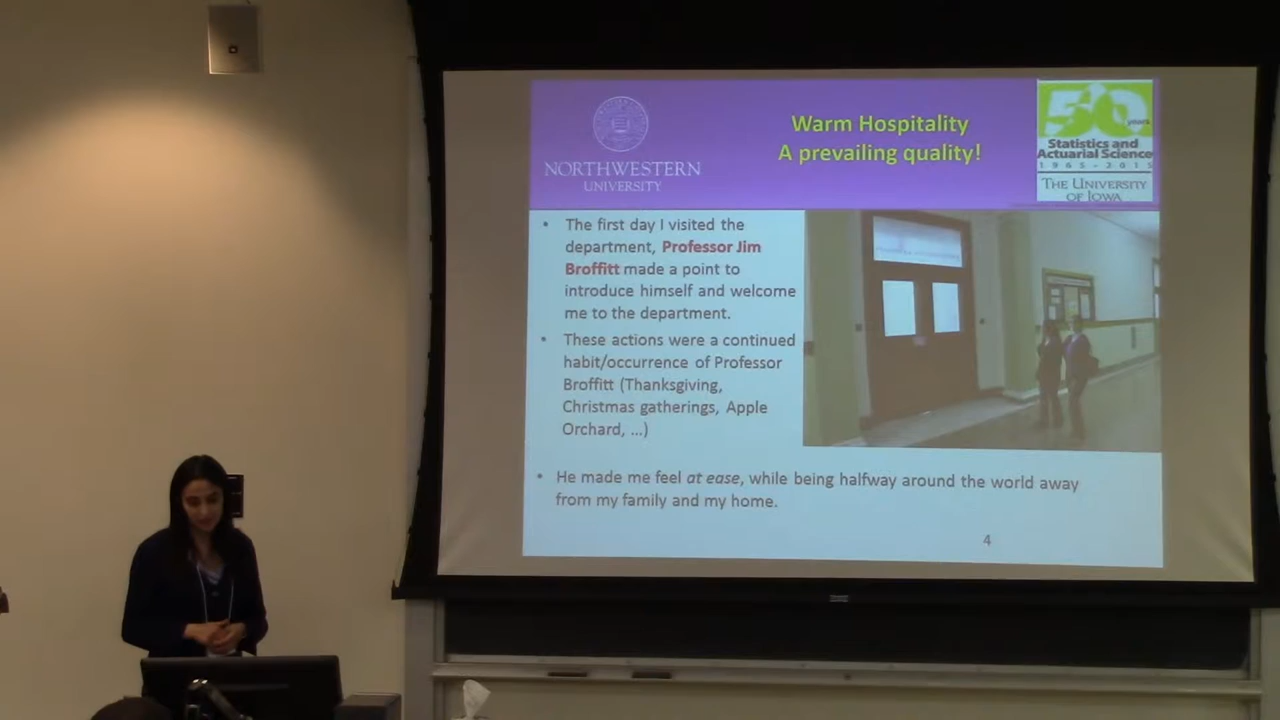 NORTHWESTERN
UNIVERSITY
Warm Hospitality
A prevailing quality!
50
years
Statistics and
Actuarial Science
1965-2015
THE UNIVERSITY
OF IOWA
• The first day I visited the
department, Professor Jim
Broffitt made a point to
introduce himself and welcome
me to the department.
• These actions were a continued
habit/occurrence of Professor
Broffitt (Thanksgiving,
Christmas gatherings, Apple
Orchard, ...)
• He made me feel at ease, while being halfway around the world away
from my family and my home.
4